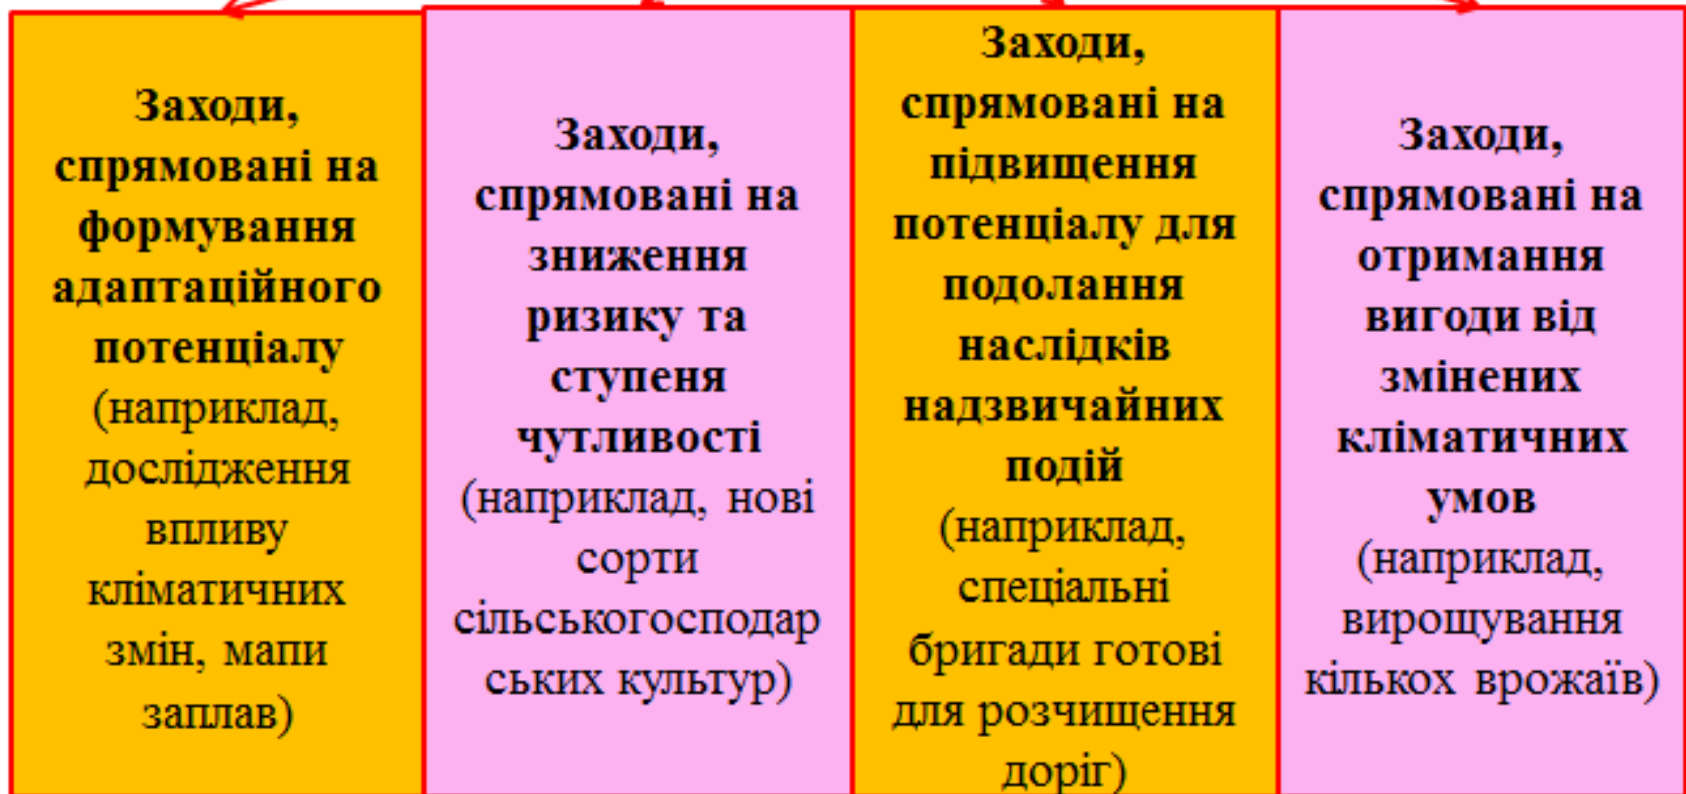 Заходи,
спрямовані на
формування
адаптаційного
потенціалу
(наприклад,
дослідження
впливу
кліматичних
змін, мапи
заплав)
Заходи,
спрямовані на
зниження
ризику та
ступеня
чутливості
(наприклад, нові
сорти
сільськогосподар
ських культур)
Заходи,
спрямовані на
підвищення
потенціалу для
подолання
наслідків
надзвичайних
подій
(наприклад,
спеціальні
бригади готові
для розчищення
доріг)
Заходи,
спрямовані на
отримання
вигоди від
змінених
кліматичних
умов
(наприклад,
вирощування
кількох врожаїв)